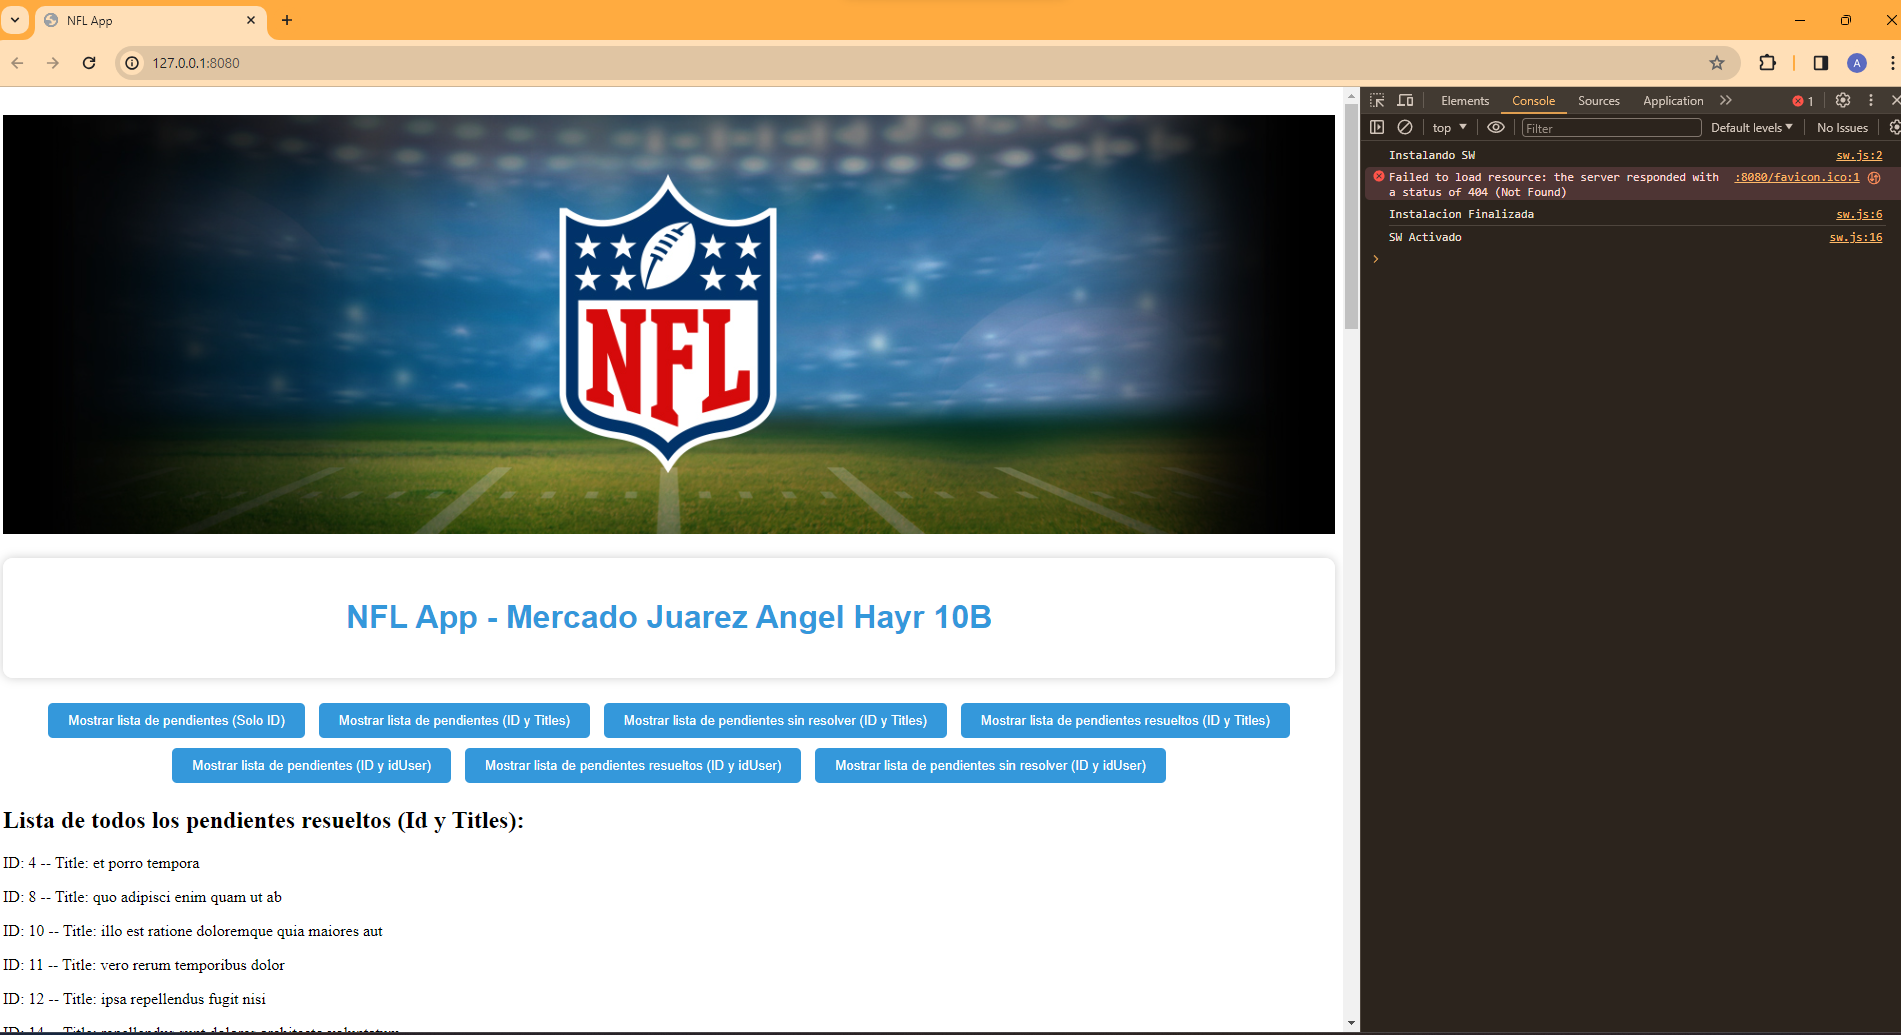 NFL App
127.0.0.1:8080
A
Elements Console Sources Application 1
top Filter Default levels No Issues
Instalando SW sw.js:2
Failed to load resource: the server responded with :8080/favicon.ico:1
a status of 404 (Not Found)
Instalacion Finalizada sw.js:6
SW Activado sw.js:16
NFL
NFL App - Mercado Juarez Angel Hayr 10B
Mostrar lista de pendientes (Solo ID) Mostrar lista de pendientes (ID y Titles) Mostrar lista de pendientes sin resolver (ID y Titles) Mostrar lista de pendientes resueltos (ID y Titles)
Mostrar lista de pendientes (ID y idUser) Mostrar lista de pendientes resueltos (ID y idUser) Mostrar lista de pendientes sin resolver (ID y idUser)
Lista de todos los pendientes resueltos (Id y Titles):
ID: 4 -- Title: et porro tempora
ID: 8 -- Title: quo adipisci enim quam ut ab
ID: 10 -- Title: illo est ratione doloremque quia maiores aut
ID: 11 -- Title: vero rerum temporibus dolor
ID: 12 -- Title: ipsa repellendus fugit nisi
ID: 14 -- Title: repellendus sunt dolores architecto voluptatum